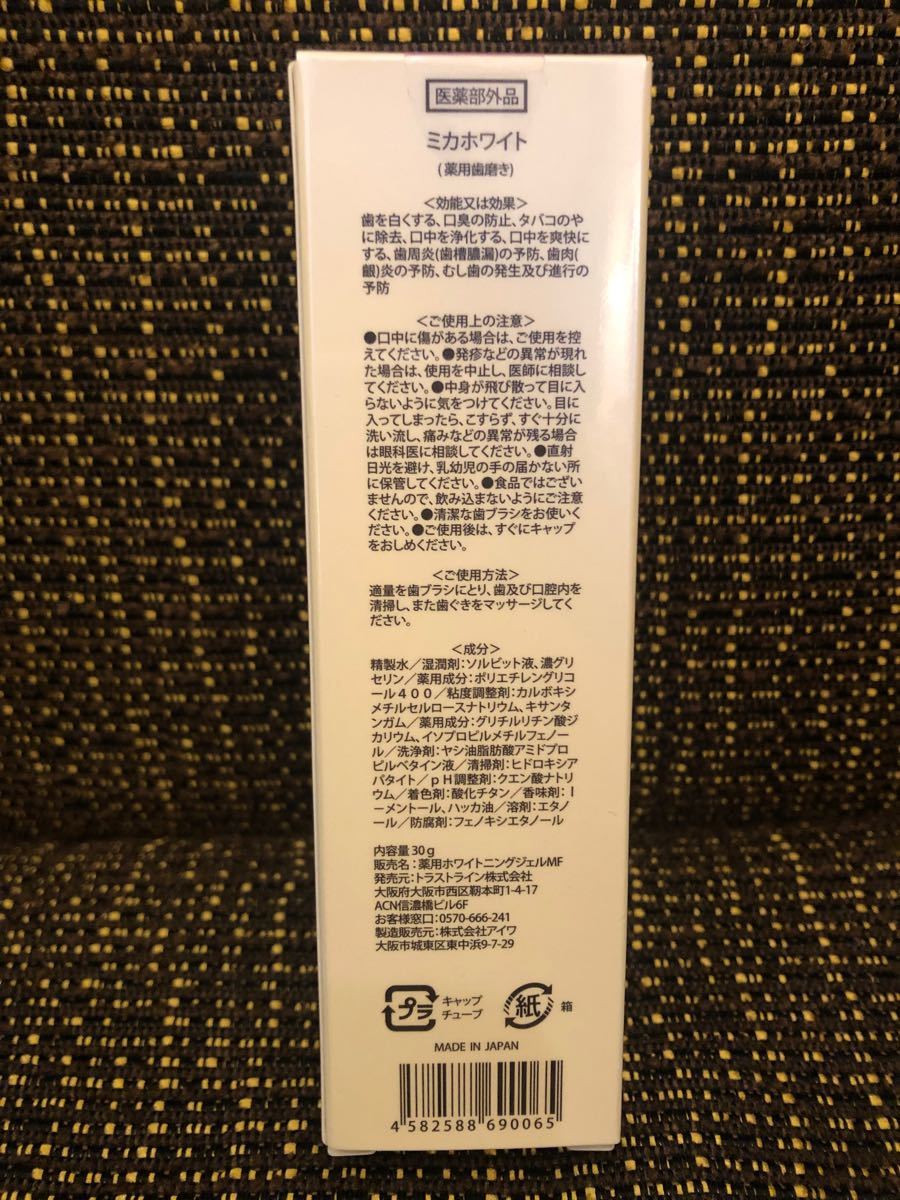 医薬部外品
ミカホワイト
(薬用歯磨き)
＜効能又は効果＞
歯を白くする、口臭の防止、タバコのや
に除去、口中を浄化する、口中を爽快に
する、歯周炎(歯槽膿漏)の予防、歯肉(
齦)炎の予防、むし歯の発生及び進行の
予防
＜ご使用上の注意＞
●口中に傷がある場合は、ご使用を控
えてください。●発疹などの異常が現れ
た場合は、使用を中止し、医師に相談し
てください。●中身が飛び散って目に入
らないように気をつけてください。目に
入ってしまったら、こすらず、すぐ十分に
洗い流し、痛みなどの異常が残る場合
は眼科医に相談してください。●直射
日光を避け、乳幼児の手の届かない所
に保管してください。●食品ではござい
ませんので、飲み込まないようにご注意
ください。●清潔な歯ブラシをお使いく
ださい。●ご使用後は、すぐにキャップ
をおしめください。
＜ご使用方法＞
適量を歯ブラシにとり、歯及び口腔内を
清掃し、また歯ぐきをマッサージしてく
ださい。
＜成分＞
精製水／湿潤剤：ソルビット液、濃グリ
セリン／薬用成分：ポリエチレングリコ
ール４００／粘度調整剤：カルボキシ
メチルセルロースナトリウム、キサンタ
ンガム／薬用成分：グリチルリチン酸ジ
カリウム、イソプロピルメチルフェノー
ル／洗浄剤：ヤシ油脂肪酸アミドプロ
ピルベタイン液／清掃剤：ヒドロキシア
パタイト／ｐH調整剤：クエン酸ナトリ
ウム／着色剤：酸化チタン／香味剤：l
ーメントール、ハッカ油／溶剤：エタノ
ール／防腐剤：フェノキシエタノール
内容量 30ｇ
販売名：薬用ホワイトニングジェルMF
発売元：トラストライン株式会社
大阪府大阪市西区靭本町1-4-17
ACN信濃橋ビル6F
お客様窓口：0570-666-241
製造販売元：株式会社アイワ
大阪市城東区東中浜9-7-29
プラ キャップ
チューブ
紙 箱
MADE IN JAPAN
4 582588 690065